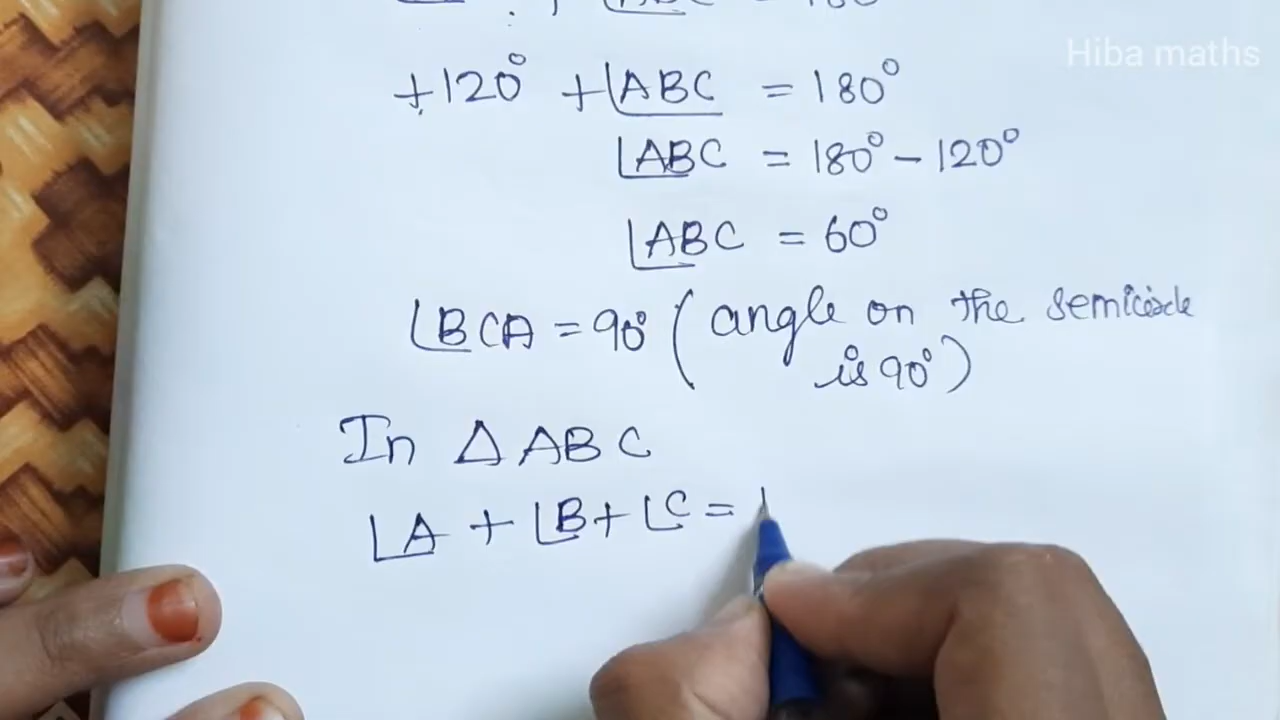 Hiba maths
+120° + ∠ABC = 180°
∠ABC = 180° - 120°
∠ABC = 60°
∠BCA = 90° ( angle on the semicircle
is 90°)
In △ ABC
∠A + ∠B + ∠C = 1